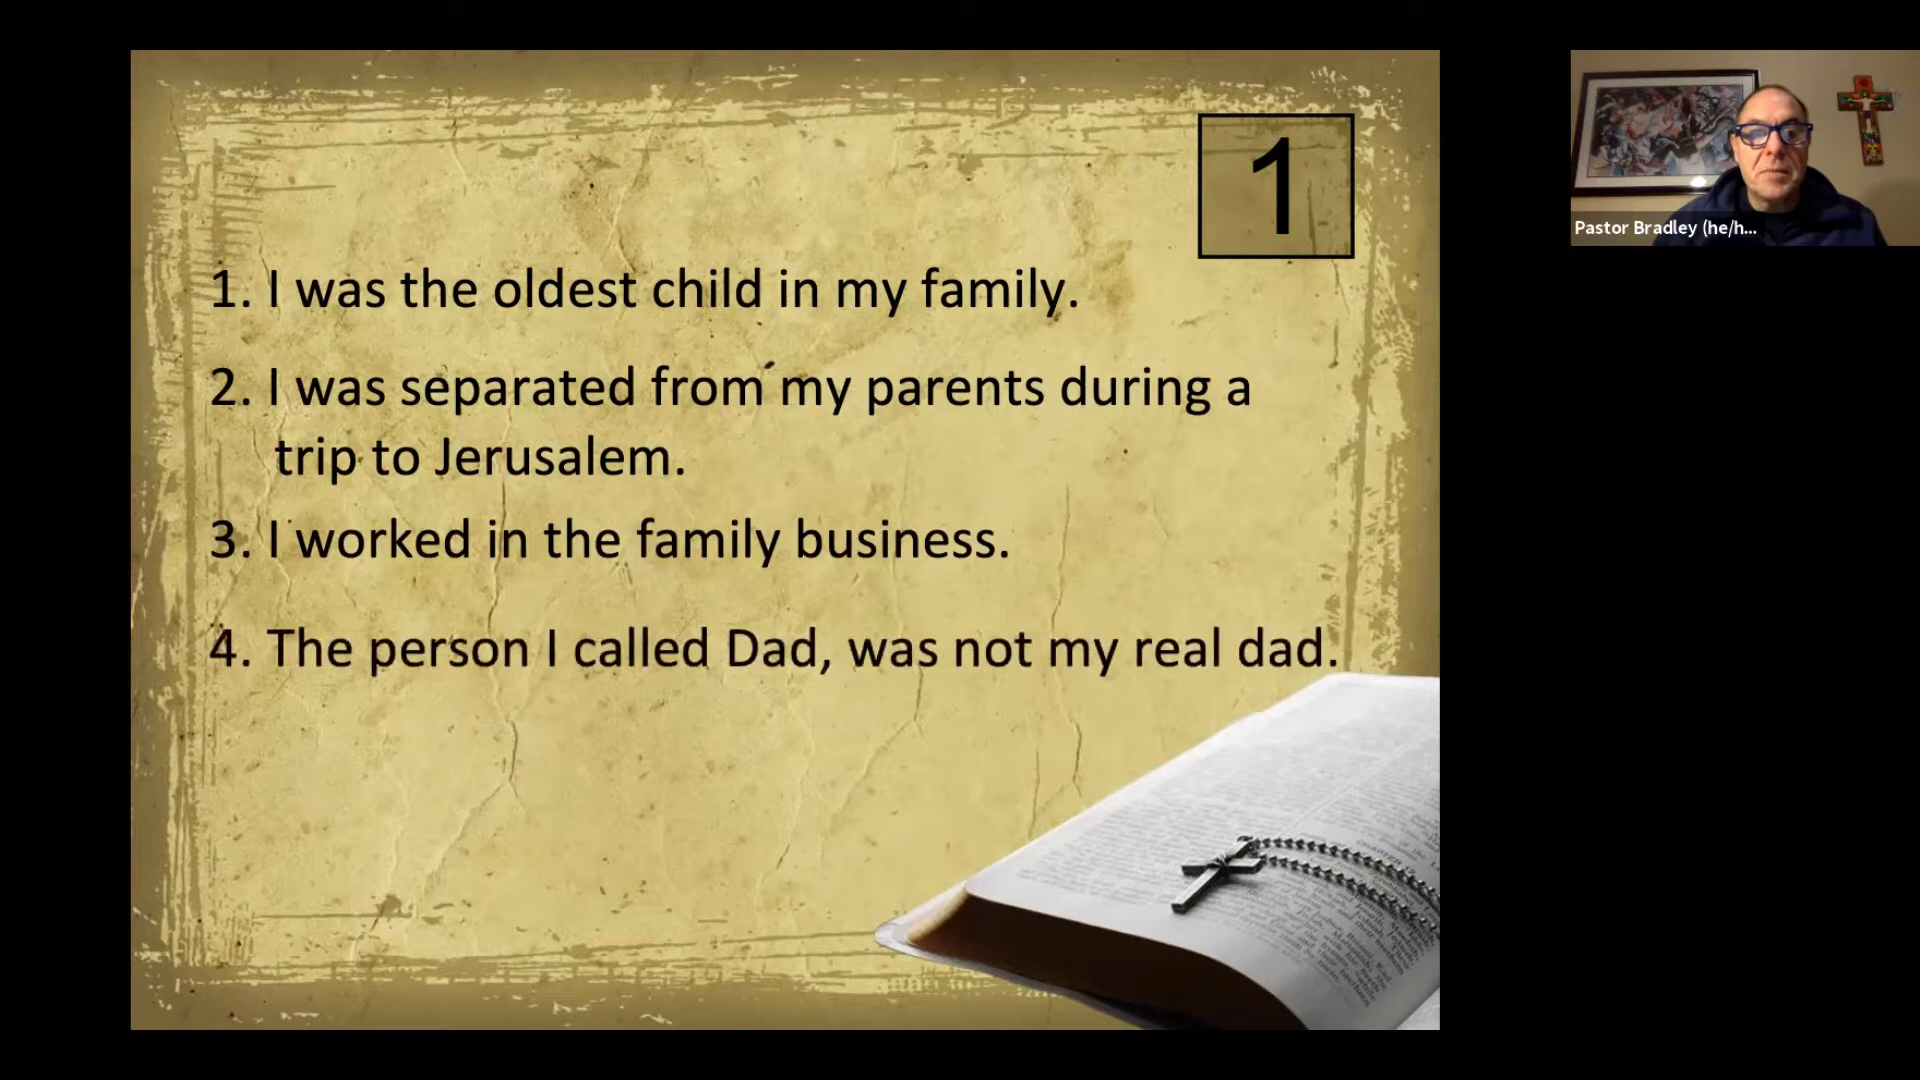 1
1. I was the oldest child in my family.
2. I was separated from my parents during a
trip to Jerusalem.
3. I worked in the family business.
4. The person I called Dad, was not my real dad.
Pastor Bradley (he/h...